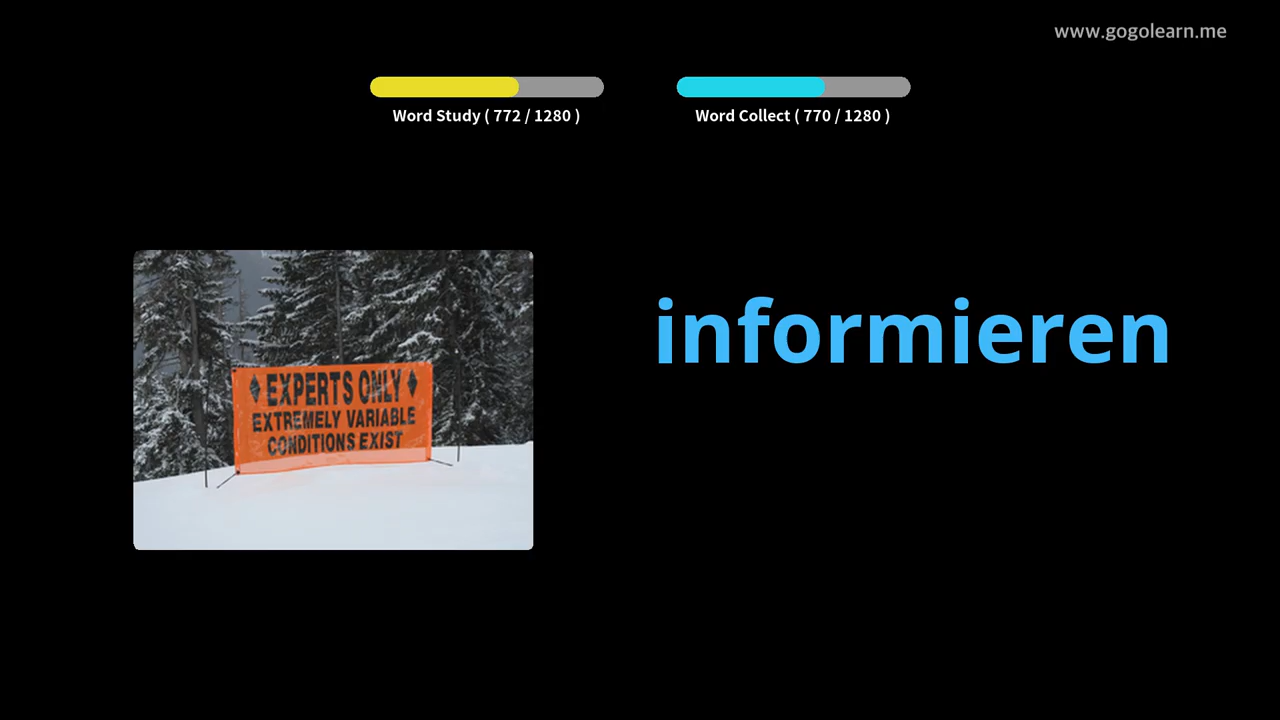 www.gogolearn.me
Word Study ( 772 / 1280 )
Word Collect ( 770 / 1280 )
EXPERTS ONLY
EXTREMELY VARIABLE
CONDITIONS EXIST
informieren